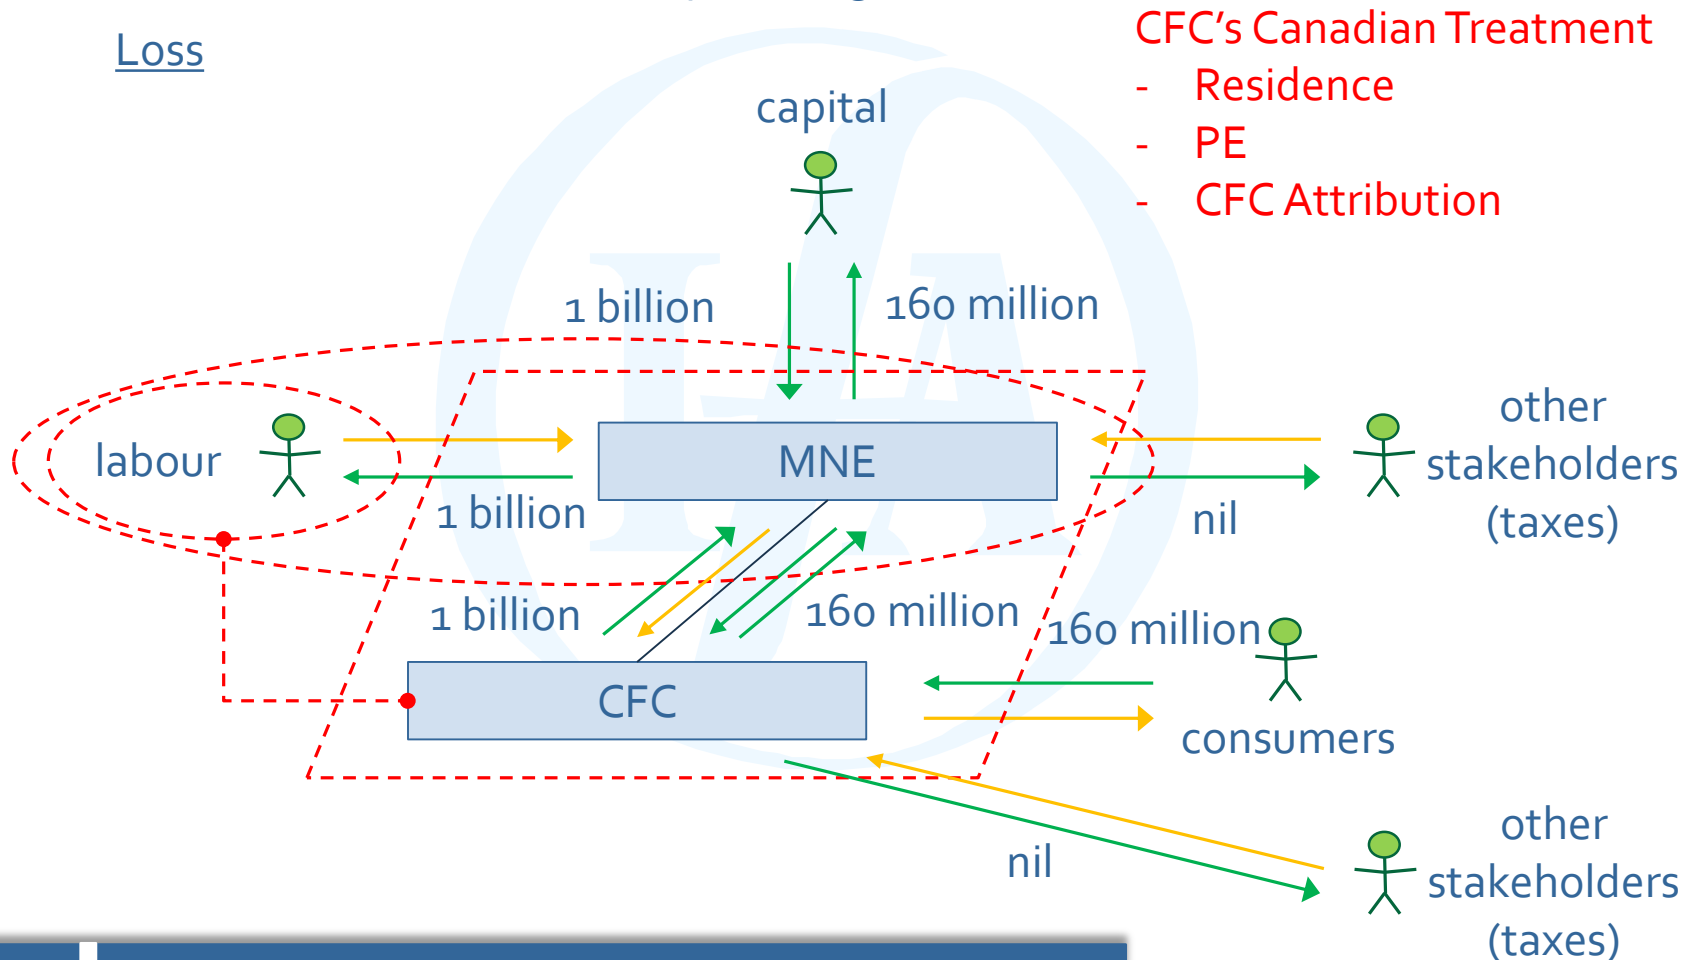 Loss
CFC's Canadian Treatment
- Residence
- PE
- CFC Attribution
capital
1 billion
160 million
labour
MNE
other
stakeholders
(taxes)
1 billion
nil
1 billion
160 million
160 million
CFC
consumers
nil
other
stakeholders
(taxes)
IFA